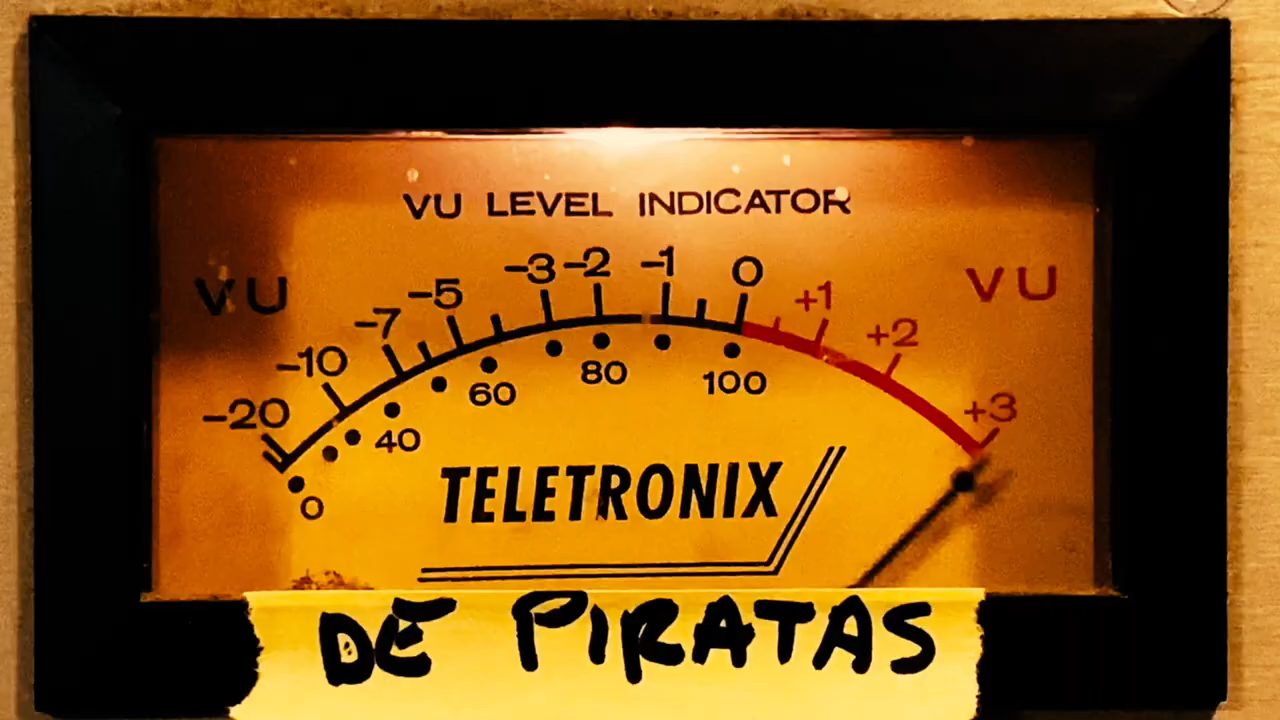 VU LEVEL INDICATOR
VU VU
-20 -10 -7 -5 -3 -2 -1 0 +1 +2 +3
0 40 60 80 100
TELETRONIX
DE PIRATAS